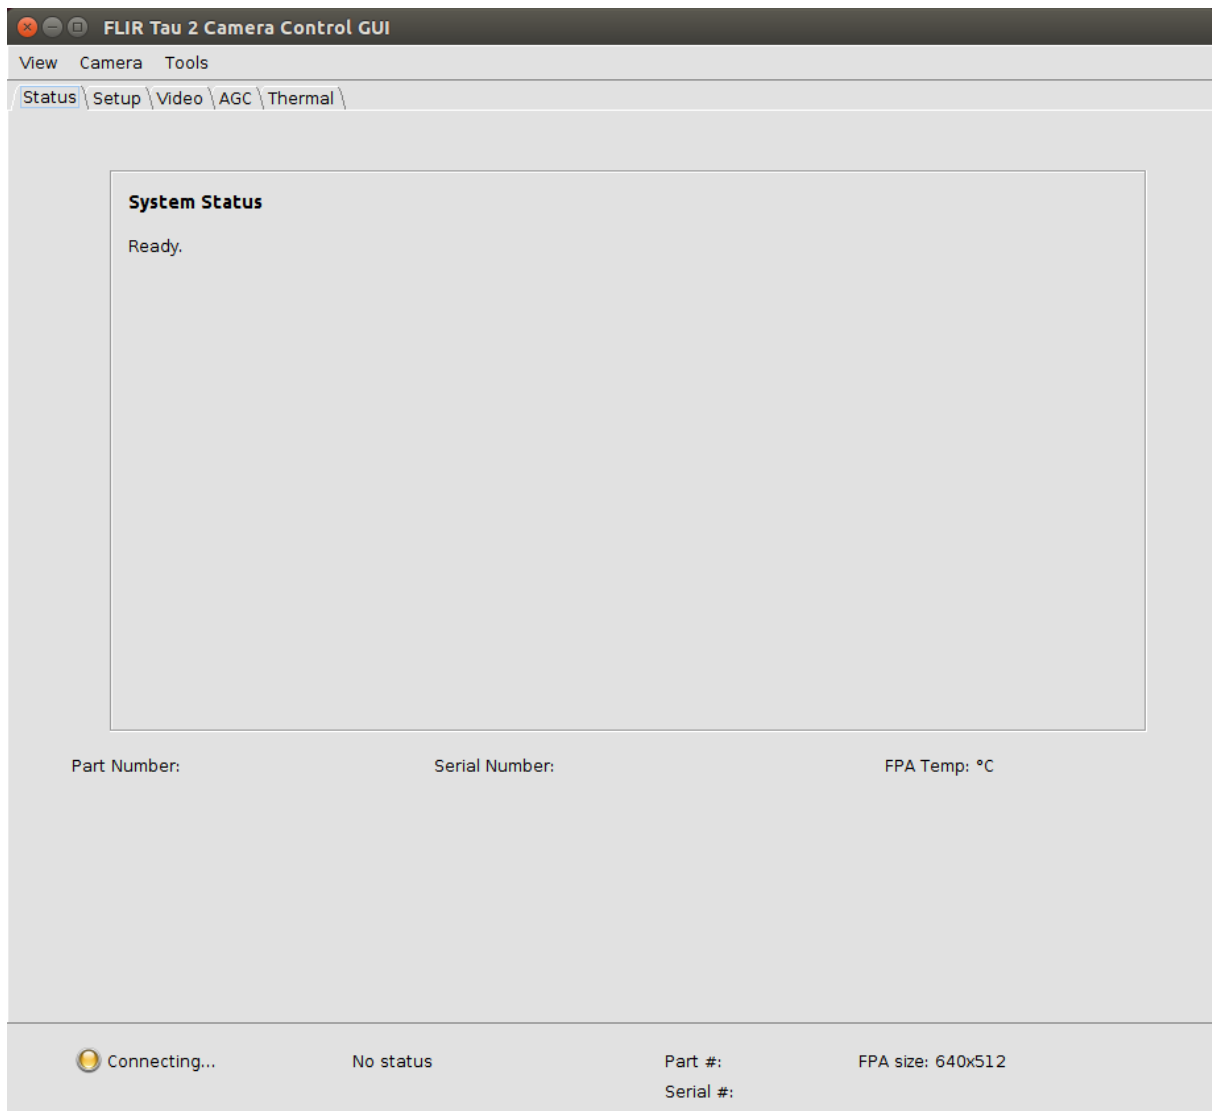 FLIR Tau 2 Camera Control GUI
View Camera Tools
Status Setup Video AGC Thermal
System Status
Ready.
Part Number: Serial Number: FPA Temp: °C
Connecting... No status Part #: FPA size: 640x512
Serial #: